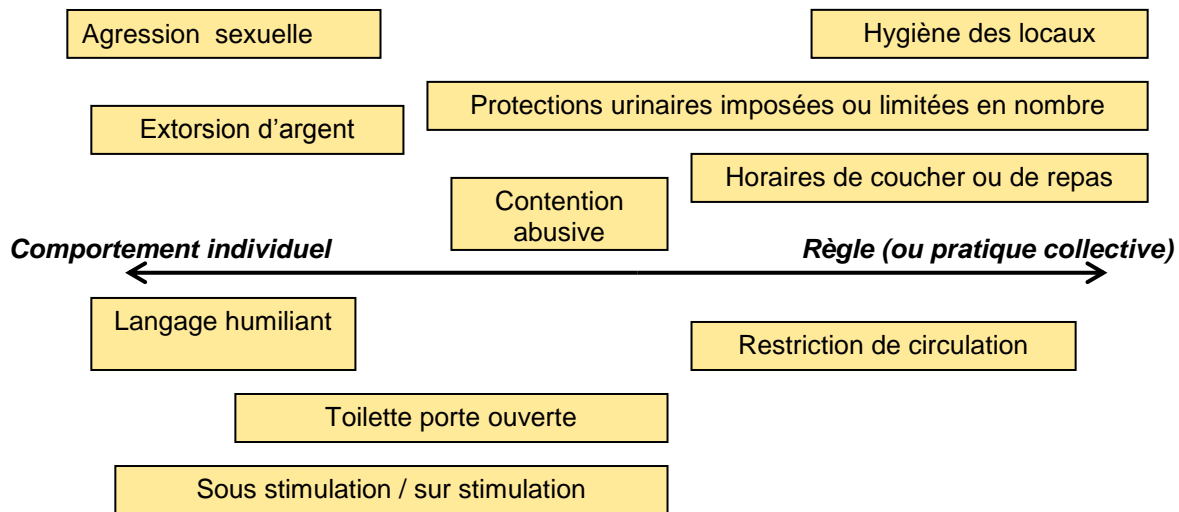 Agression sexuelle
Hygiène des locaux
Protections urinaires imposées ou limitées en nombre
Extorsion d’argent
Horaires de coucher ou de repas
Contention
abusive
Comportement individuel
Règle (ou pratique collective)
Langage humiliant
Restriction de circulation
Toilette porte ouverte
Sous stimulation / sur stimulation